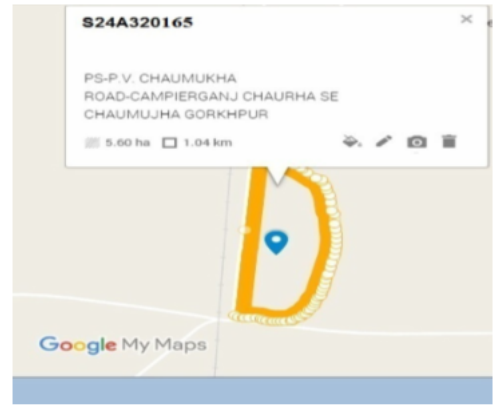 S24A320165
PS-P.V. CHAUMUKHA
ROAD-CAMPIERGANJ CHAURHA SE
CHAUMUJHA GORKHPUR
5.60 ha 1.04 km
Google My Maps